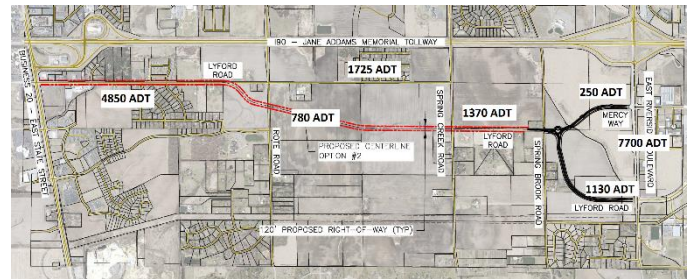 I90 - JANE ADDAMS MEMORIAL TOLLWAY
BUSINESS 20 - EAST STATE STREET
LYFORD
ROAD
1725 ADT
4850 ADT
250 ADT
780 ADT
1370 ADT
MERCY
WAY
7700 ADT
EAST RIVERSIDE BOULEVARD
ROTE ROAD
SPRING CREEK ROAD
LYFORD
ROAD
SPRING BROOK ROAD
PROPOSED CENTERLINE
OPTION #2
1130 ADT
LYFORD ROAD
120' PROPOSED RIGHT-OF-WAY (TYP)